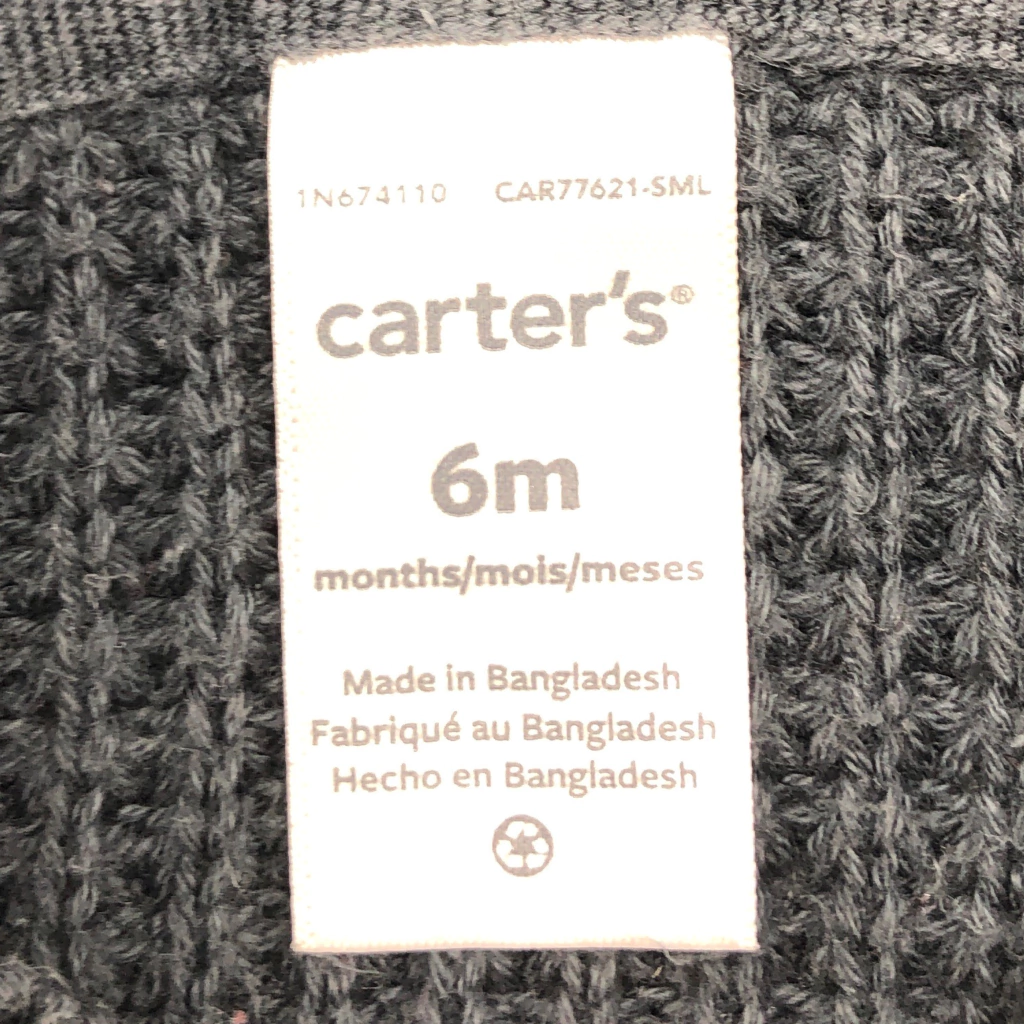 1N674110 CAR77621-SML
carter's®
6m
months/mois/meses
Made in Bangladesh
Fabriqué au Bangladesh
Hecho en Bangladesh